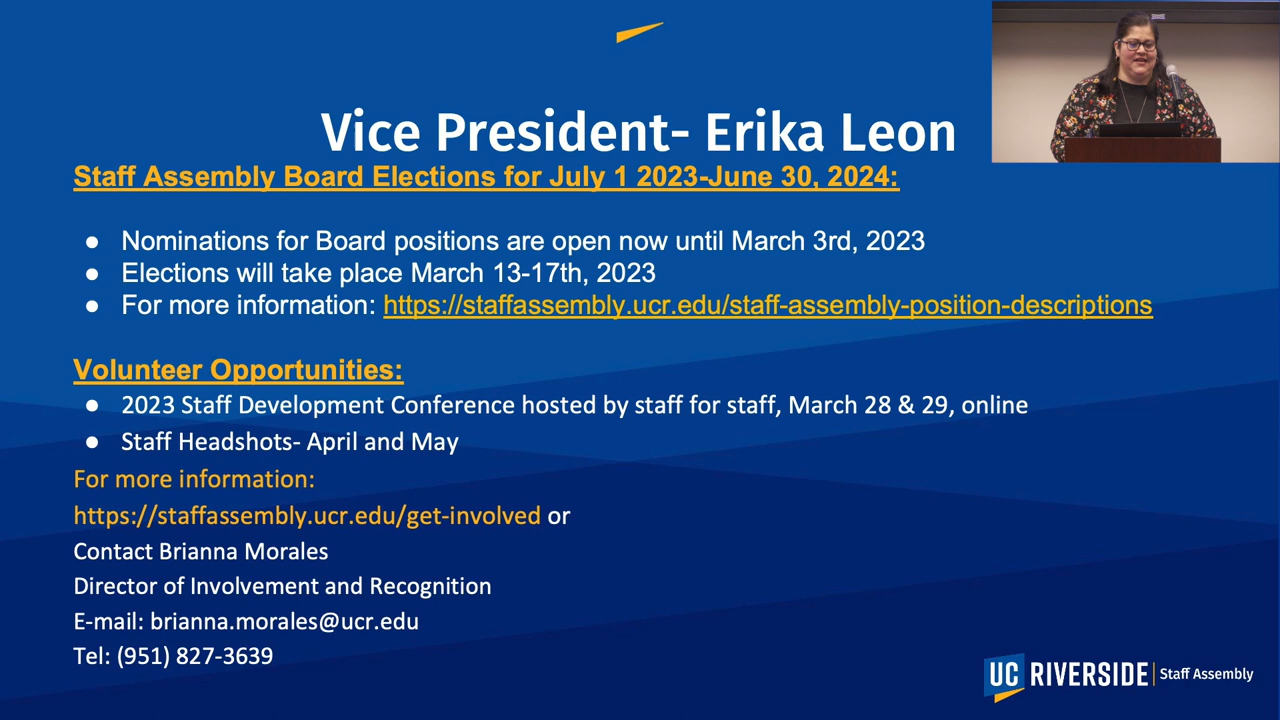 Vice President- Erika Leon
Staff Assembly Board Elections for July 1 2023-June 30, 2024:
● Nominations for Board positions are open now until March 3rd, 2023
● Elections will take place March 13-17th, 2023
● For more information: https://staffassembly.ucr.edu/staff-assembly-position-descriptions
Volunteer Opportunities:
● 2023 Staff Development Conference hosted by staff for staff, March 28 & 29, online
● Staff Headshots- April and May
For more information:
https://staffassembly.ucr.edu/get-involved or
Contact Brianna Morales
Director of Involvement and Recognition
E-mail: brianna.morales@ucr.edu
Tel: (951) 827-3639
UC RIVERSIDE | Staff Assembly